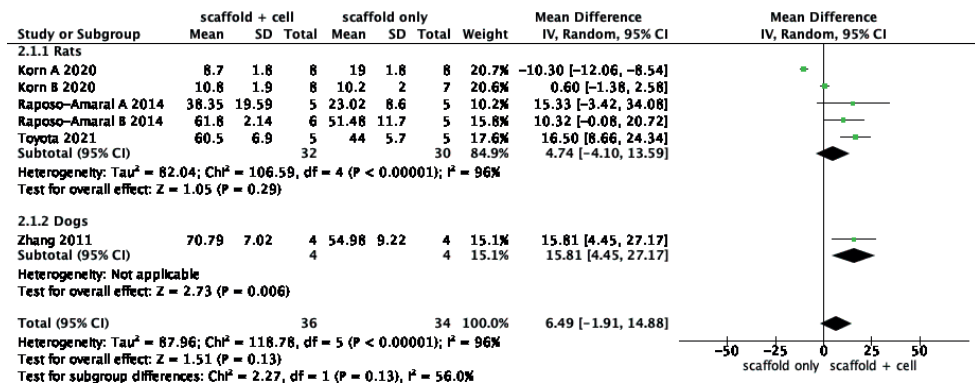 scaffold + cell scaffold only Mean Difference Mean Difference
Study or Subgroup Mean SD Total Mean SD Total Weight IV, Random, 95% CI IV, Random, 95% CI
2.1.1 Rats
Korn A 2020 8.7 1.8 8 19 1.8 8 20.7% −10.30 [−12.06, −8.54]
Korn B 2020 10.8 1.9 8 10.2 2 7 20.6% 0.60 [−1.38, 2.58]
Raposo-Amaral A 2014 38.35 19.59 5 23.02 8.6 5 10.2% 15.33 [−3.42, 34.08]
Raposo-Amaral B 2014 61.8 2.14 6 51.48 11.7 5 15.8% 10.32 [−0.08, 20.72]
Toyota 2021 60.5 6.9 5 44 5.7 5 17.6% 16.50 [8.66, 24.34]
Subtotal (95% CI) 32 30 84.9% 4.74 [−4.10, 13.59]
Heterogeneity: Tau² = 82.04; Chi² = 106.59, df = 4 (P < 0.00001); I² = 96%
Test for overall effect: Z = 1.05 (P = 0.29)
2.1.2 Dogs
Zhang 2011 70.79 7.02 4 54.98 9.22 4 15.1% 15.81 [4.45, 27.17]
Subtotal (95% CI) 4 4 15.1% 15.81 [4.45, 27.17]
Heterogeneity: Not applicable
Test for overall effect: Z = 2.73 (P = 0.006)
Total (95% CI) 36 34 100.0% 6.49 [−1.91, 14.88]
Heterogeneity: Tau² = 87.96; Chi² = 118.78, df = 5 (P < 0.00001); I² = 96%
Test for overall effect: Z = 1.51 (P = 0.13)
Test for subgroup differences: Chi² = 2.27, df = 1 (P = 0.13), I² = 56.0%
−50 −25 0 25 50
scaffold only scaffold + cell